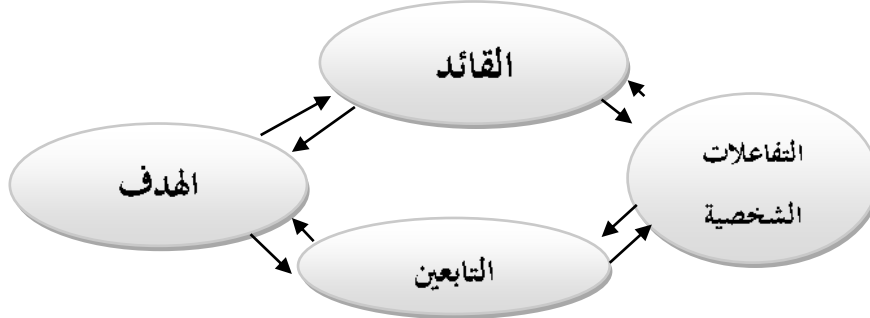 القائد
التفاعلات
الشخصية
الهدف
التابعين